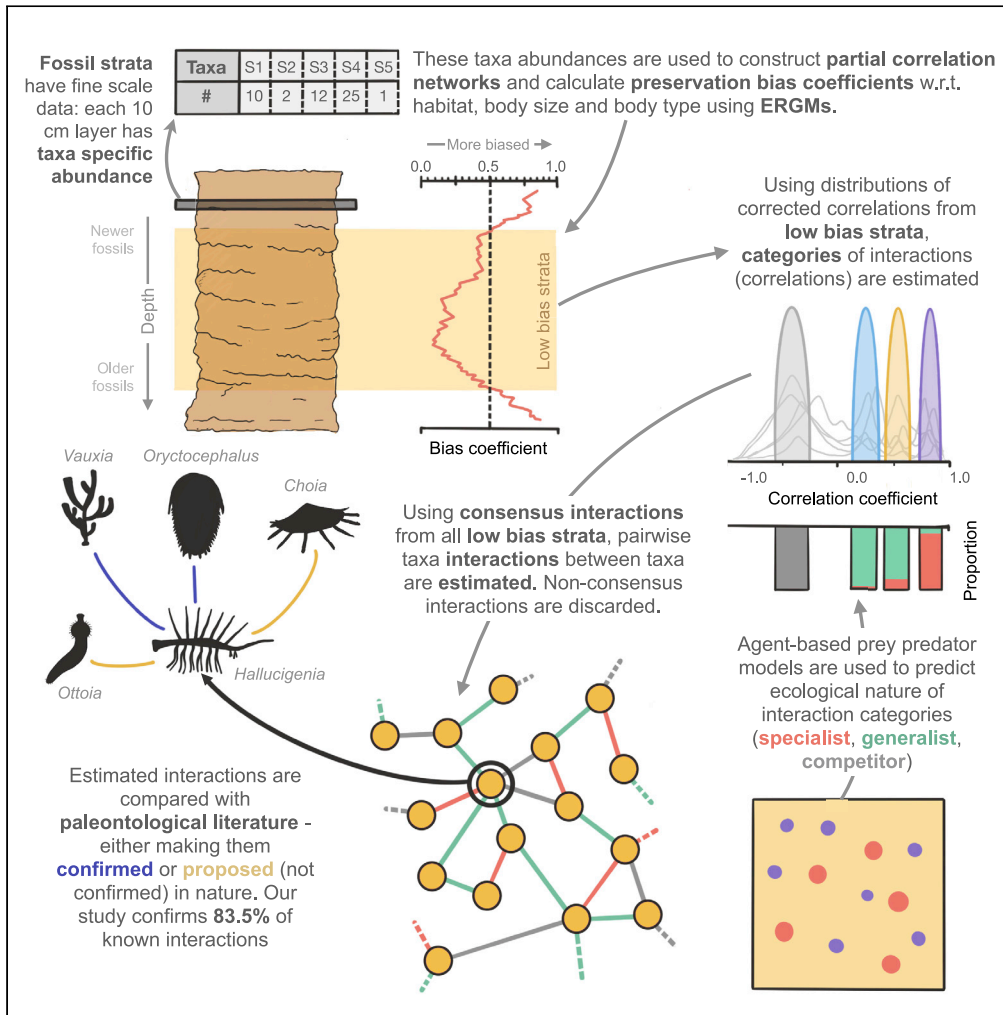 Fossil strata
have fine scale
data: each 10
cm layer has
taxa specific
abundance
Taxa S1 S2 S3 S4 S5
# 10 2 12 25 1
These taxa abundances are used to construct partial correlation
networks and calculate preservation bias coefficients w.r.t.
habitat, body size and body type using ERGMs.
More biased
0.0 0.5 1.0
Newer
fossils
Depth
Older
fossils
Low bias strata
Bias coefficient
Using distributions of
corrected correlations from
low bias strata,
categories of interactions
(correlations) are estimated
-1.0 0.0 1.0
Correlation coefficient
Proportion
Vauxia
Oryctocephalus
Choia
Ottoia
Hallucigenia
Using consensus interactions
from all low bias strata, pairwise
taxa interactions between taxa
are estimated. Non-consensus
interactions are discarded.
Agent-based prey predator
models are used to predict
ecological nature of
interaction categories
(specialist, generalist,
competitor)
Estimated interactions are
compared with
paleontological literature -
either making them
confirmed or proposed (not
confirmed) in nature. Our
study confirms 83.5% of
known interactions